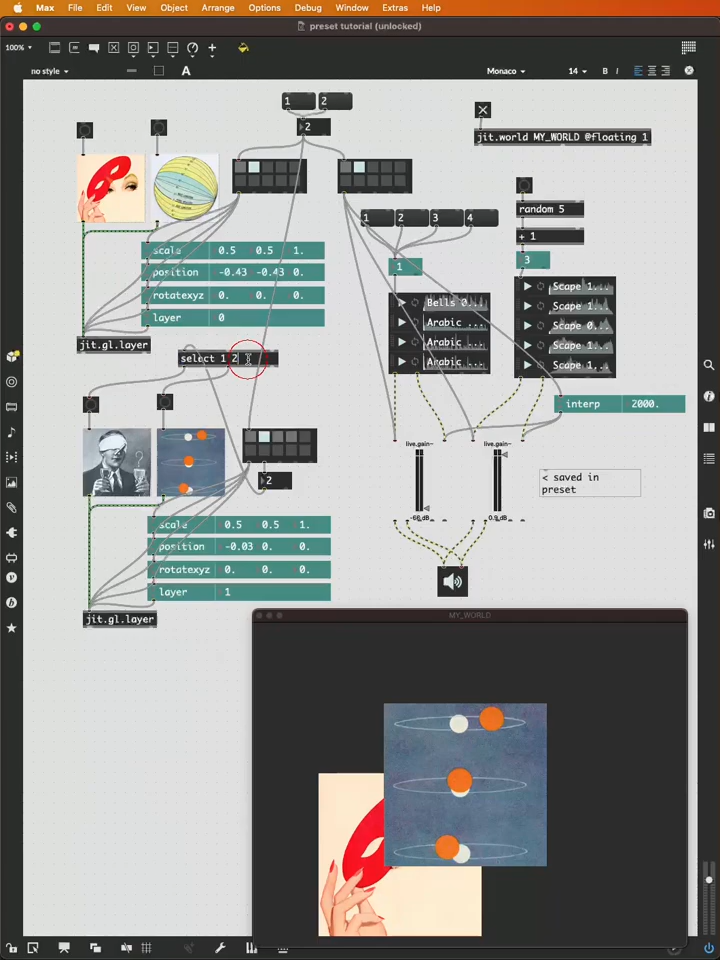 Max File Edit View Object Arrange Options Debug Window Extras Help
preset tutorial (unlocked)
100%
no style
A
Monaco
14
B I
1
2
2
jit.world MY_WORLD @floating 1
1
2
3
4
random 5
+ 1
1
3
scale 0.5 0.5 1.
position -0.43 -0.43 0.
rotatexyz 0. 0. 0.
layer 0
jit.gl.layer
Bells 0...
Arabic ...
Arabic ...
Arabic ...
Scape 1...
Scape 1...
Scape 0...
Scape 1...
Scape 1...
select 1 2
interp 2000.
live.gain~
live.gain~
2
< saved in
preset
scale 0.5 0.5 1.
position -0.03 0. 0.
rotatexyz 0. 0. 0.
layer 1
jit.gl.layer
MY_WORLD